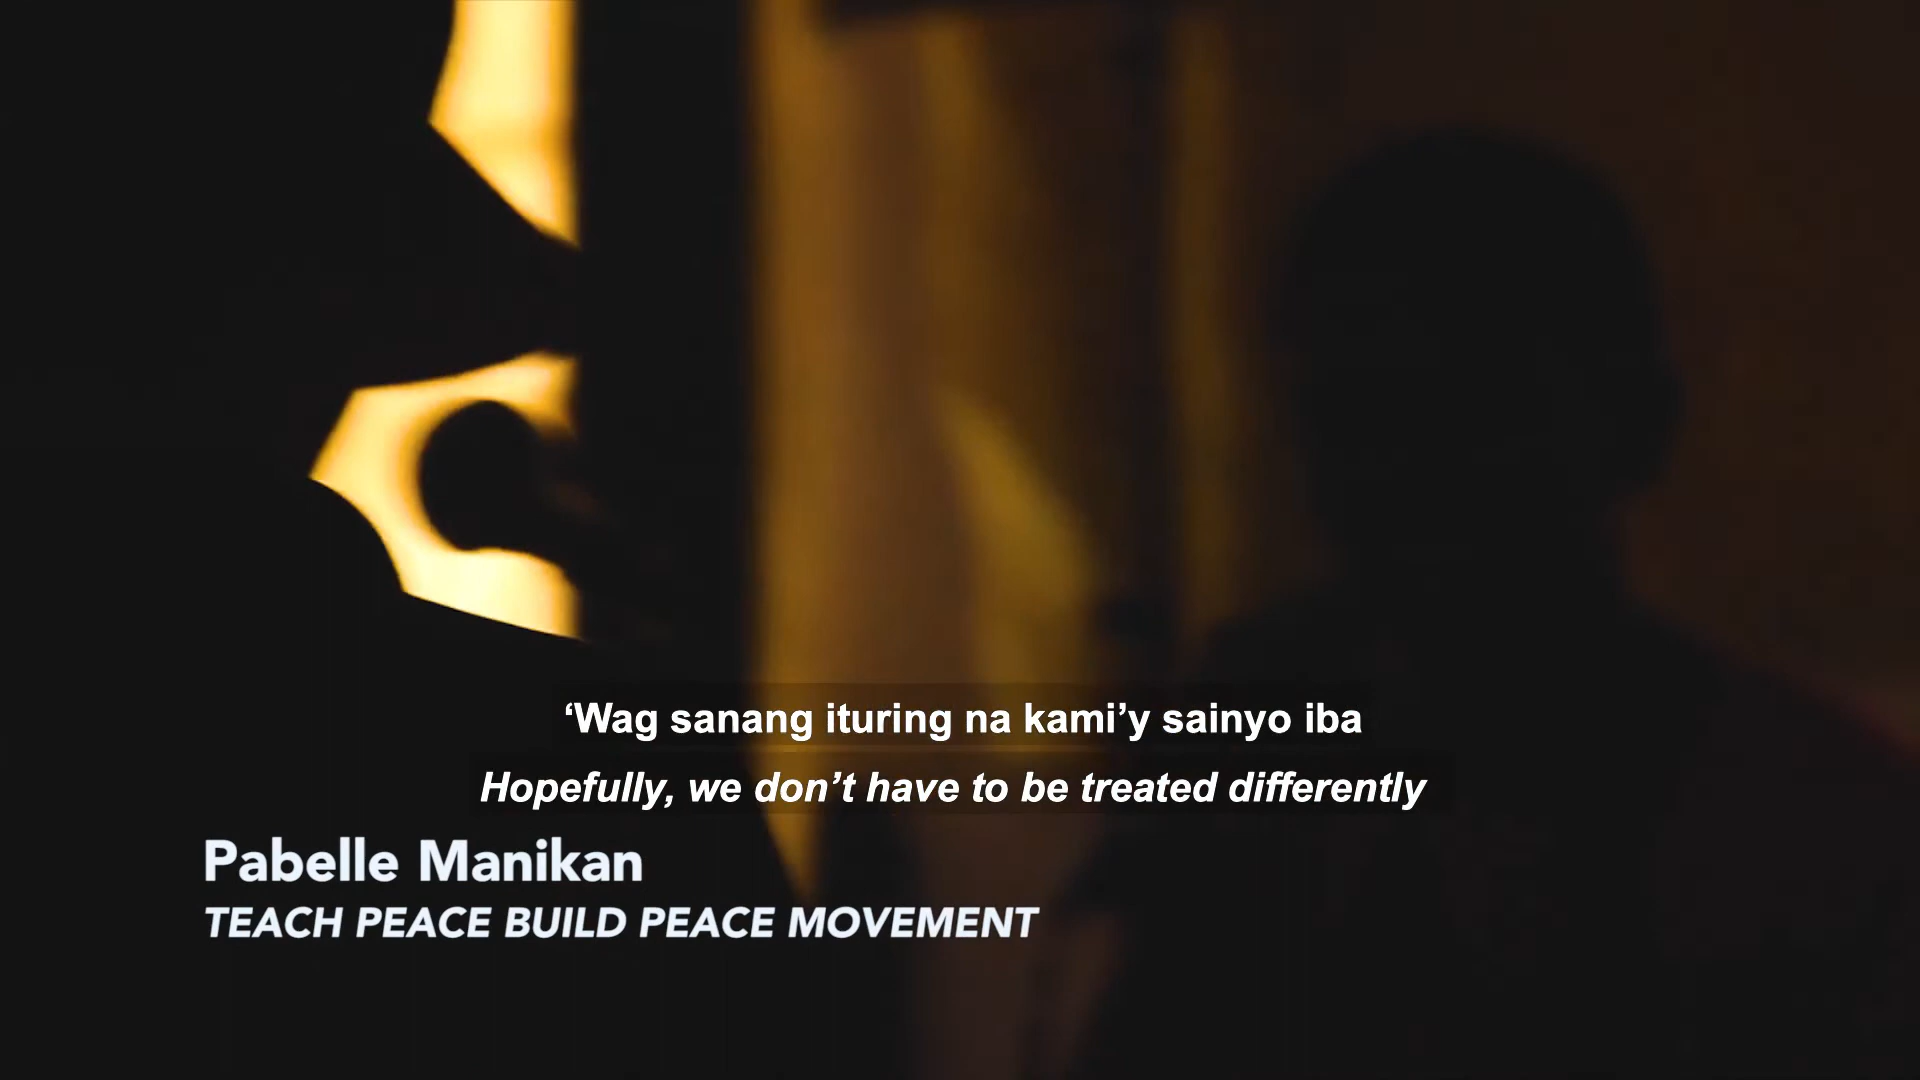 ‘Wag sanang ituring na kami’y sainyo iba
Hopefully, we don’t have to be treated differently
Pabelle Manikan
TEACH PEACE BUILD PEACE MOVEMENT